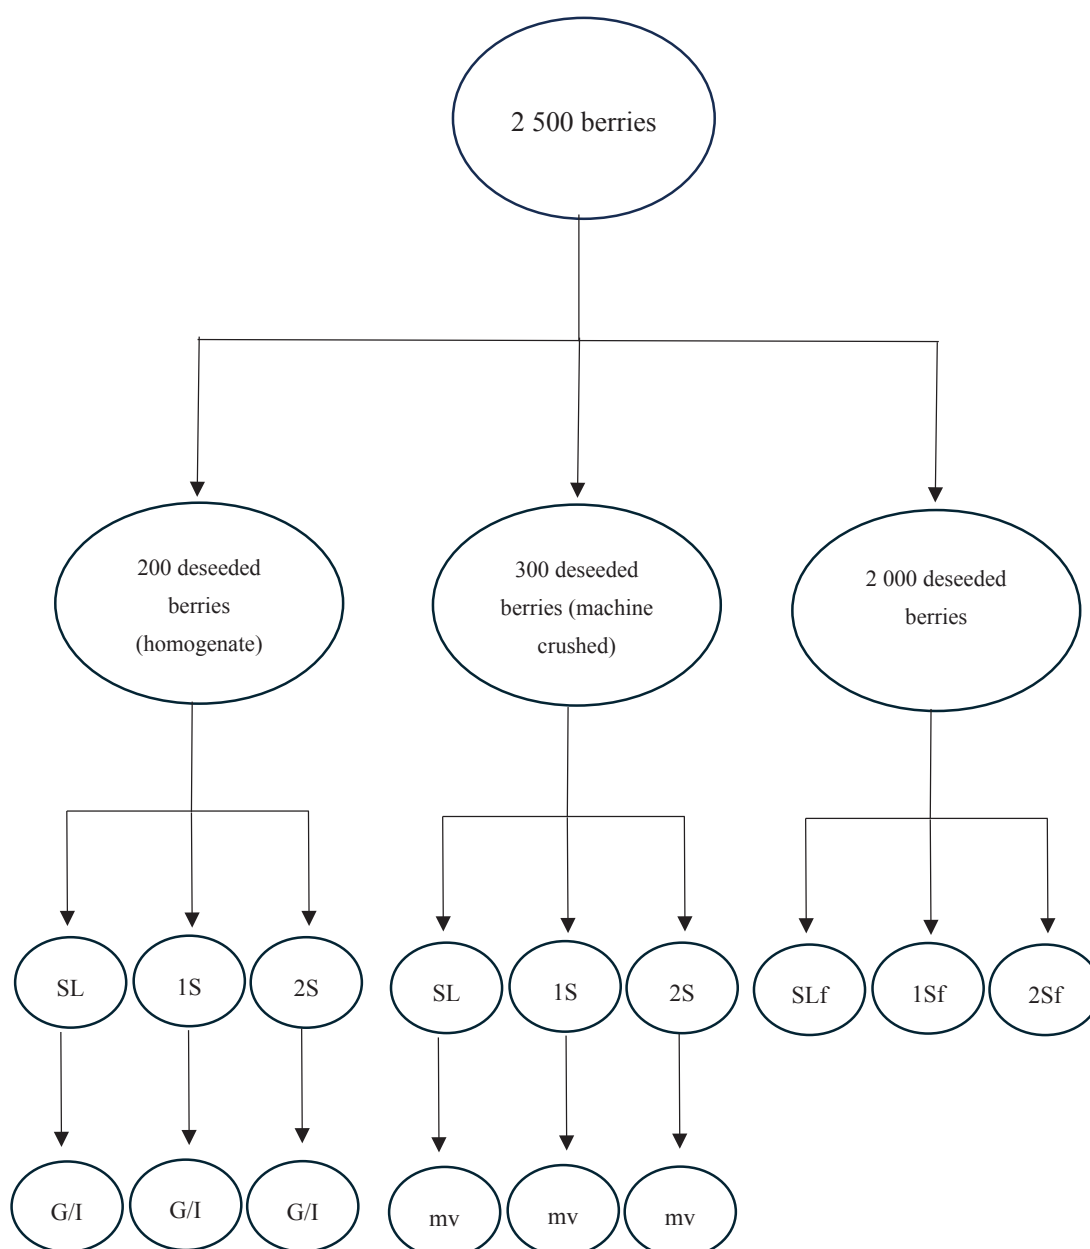 2 500 berries
200 deseeded
berries
(homogenate)
300 deseeded
berries (machine
crushed)
2 000 deseeded
berries
SL
1S
2S
SL
1S
2S
SLf
1Sf
2Sf
G/I
G/I
G/I
mv
mv
mv